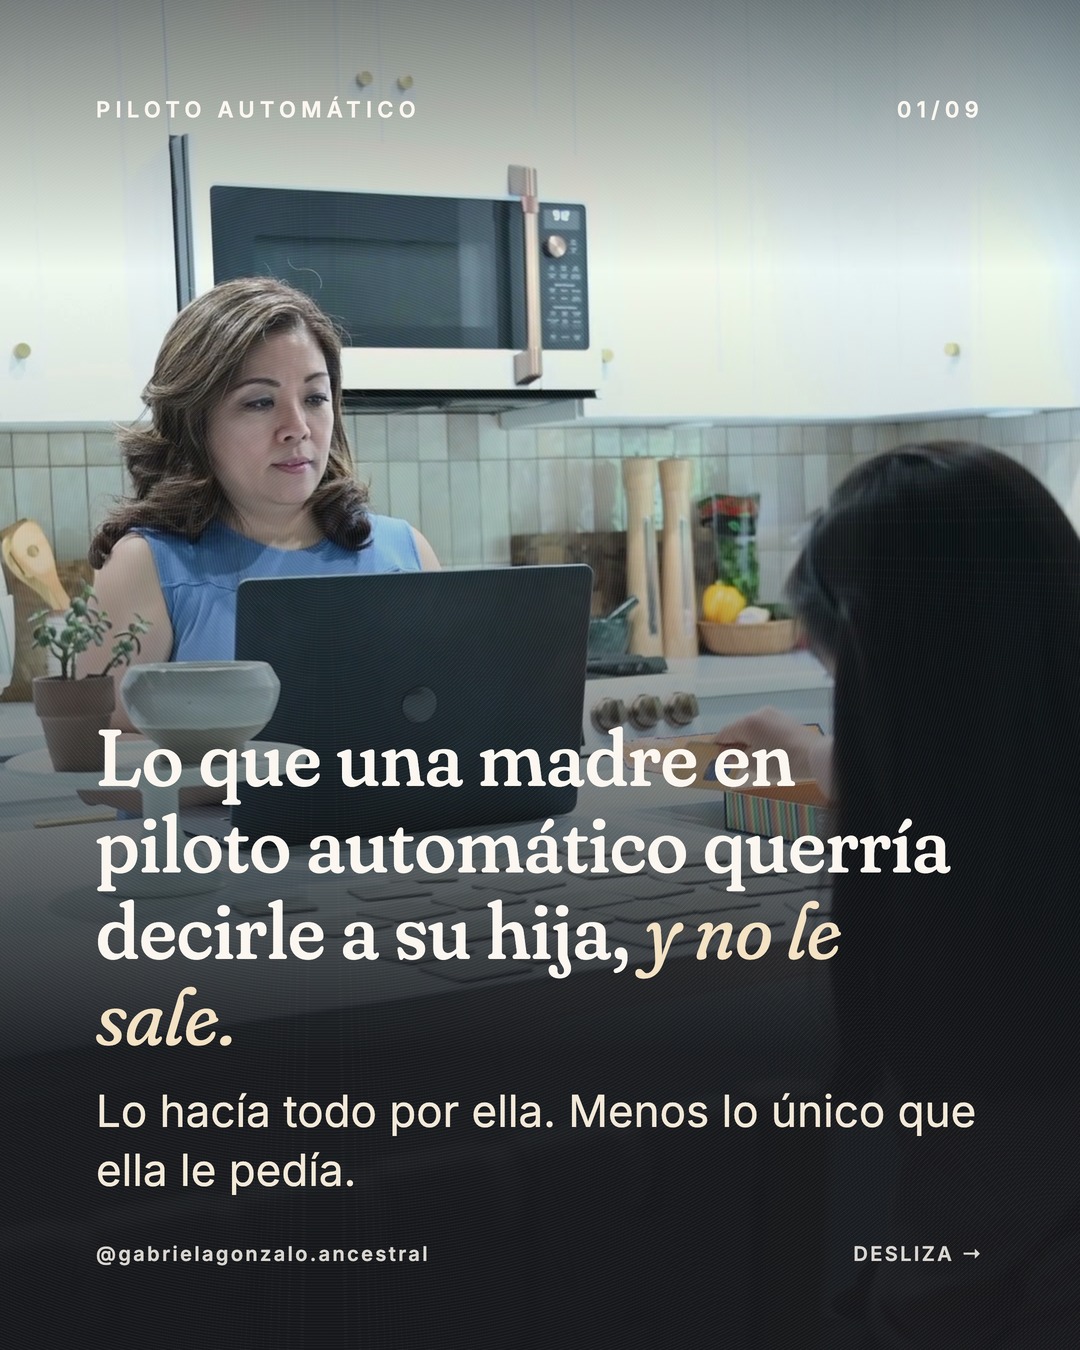 PILOTO AUTOMÁTICO
01/09
Lo que una madre en
piloto automático querría
decirle a su hija, y no le
sale.
Lo hacía todo por ella. Menos lo único que
ella le pedía.
@gabrielagonzalo.ancestral
DESLIZA →